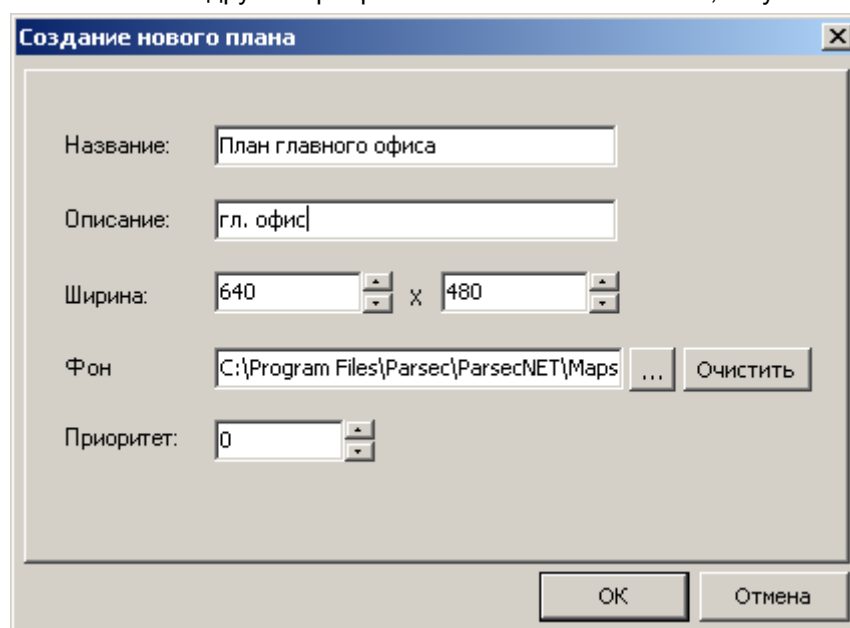 Создание нового плана
Название: План главного офиса
Описание: гл. офис
Ширина: 640 X 480
Фон C:\Program Files\Parsec\ParsecNET\Maps ... Очистить
Приоритет: 0
OK Отмена